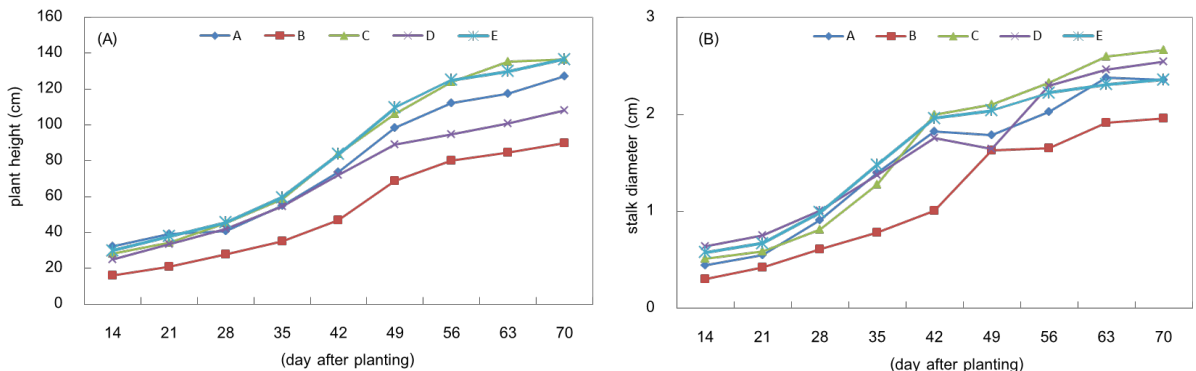 (A)
A B C D E
plant height (cm)
160
140
120
100
80
60
40
20
0
14 21 28 35 42 49 56 63 70
(day after planting)
(B)
A B C D E
stalk diameter (cm)
3
2
1
0
14 21 28 35 42 49 56 63 70
(day after planting)